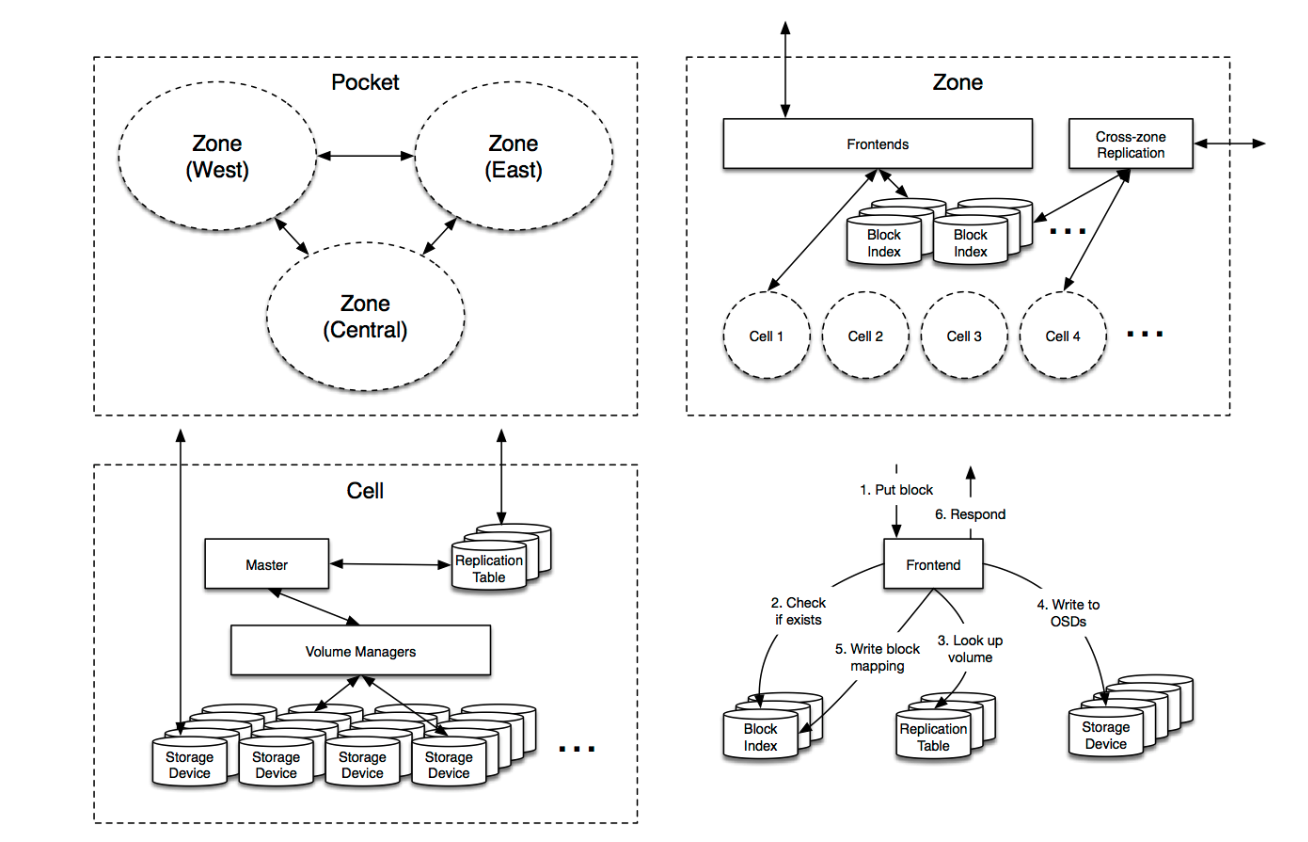 Pocket
Zone
(West)
Zone
(East)
Zone
(Central)
Zone
Frontends
Cross-zone
Replication
Block
Index
Block
Index
...
Cell 1
Cell 2
Cell 3
Cell 4
...
Cell
Master
Replication
Table
Volume Managers
Storage
Device
Storage
Device
Storage
Device
Storage
Device
...
1. Put block
6. Respond
Frontend
2. Check
if exists
5. Write block
mapping
3. Look up
volume
4. Write to
OSDs
Block
Index
Replication
Table
Storage
Device